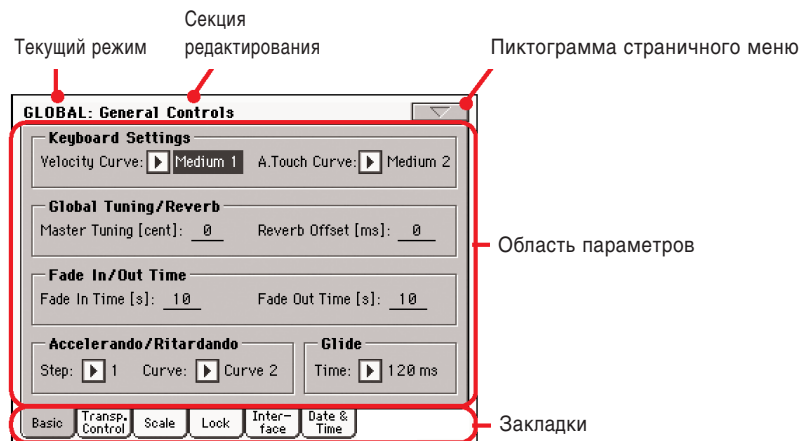 Секция
Текущий режим редактирования Пиктограмма страничного меню
GLOBAL: General Controls
Keyboard Settings
Velocity Curve: Medium 1 A.Touch Curve: Medium 2
Global Tuning/Reverb
Master Tuning [cent]: 0 Reverb Offset [ms]: 0
Область параметров
Fade In/Out Time
Fade In Time [s]: 10 Fade Out Time [s]: 10
Accelerando/Ritardando Glide
Step: 1 Curve: Curve 2 Time: 120 ms
Basic Transp. Control Scale Lock Inter- face Date & Time Закладки